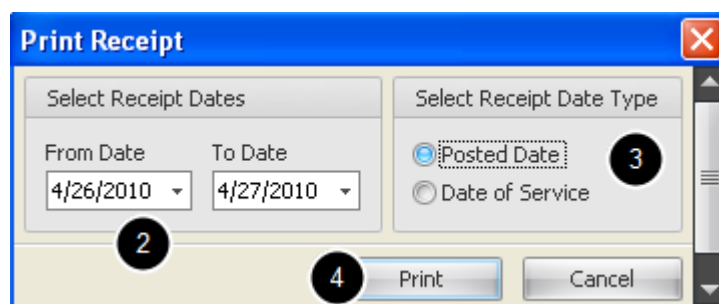 Print Receipt
Select Receipt Dates
Select Receipt Date Type
From Date
To Date
4/26/2010
4/27/2010
Posted Date
Date of Service
3
2
4
Print
Cancel